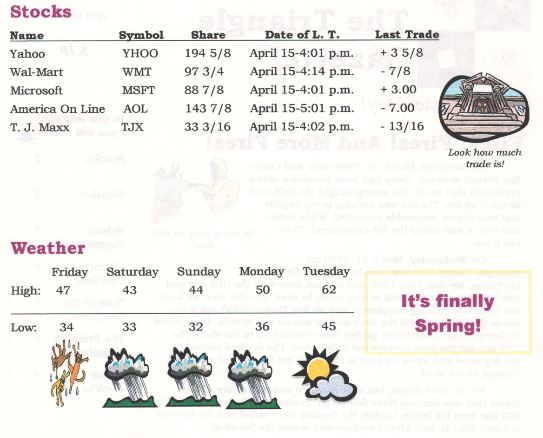 Stocks
Name Symbol Share Date of L. T. Last Trade
Yahoo YHOO 194 5/8 April 15-4:01 p.m. + 3 5/8
Wal-Mart WMT 97 3/4 April 15-4:14 p.m. - 7/8
Microsoft MSFT 88 7/8 April 15-4:01 p.m. + 3.00
America On Line AOL 143 7/8 April 15-5:01 p.m. - 7.00
T. J. Maxx TJX 33 3/16 April 15-4:02 p.m. - 13/16
Look how much
trade is!
Weather
Friday Saturday Sunday Monday Tuesday
High: 47 43 44 50 62
Low: 34 33 32 36 45
It's finally
Spring!